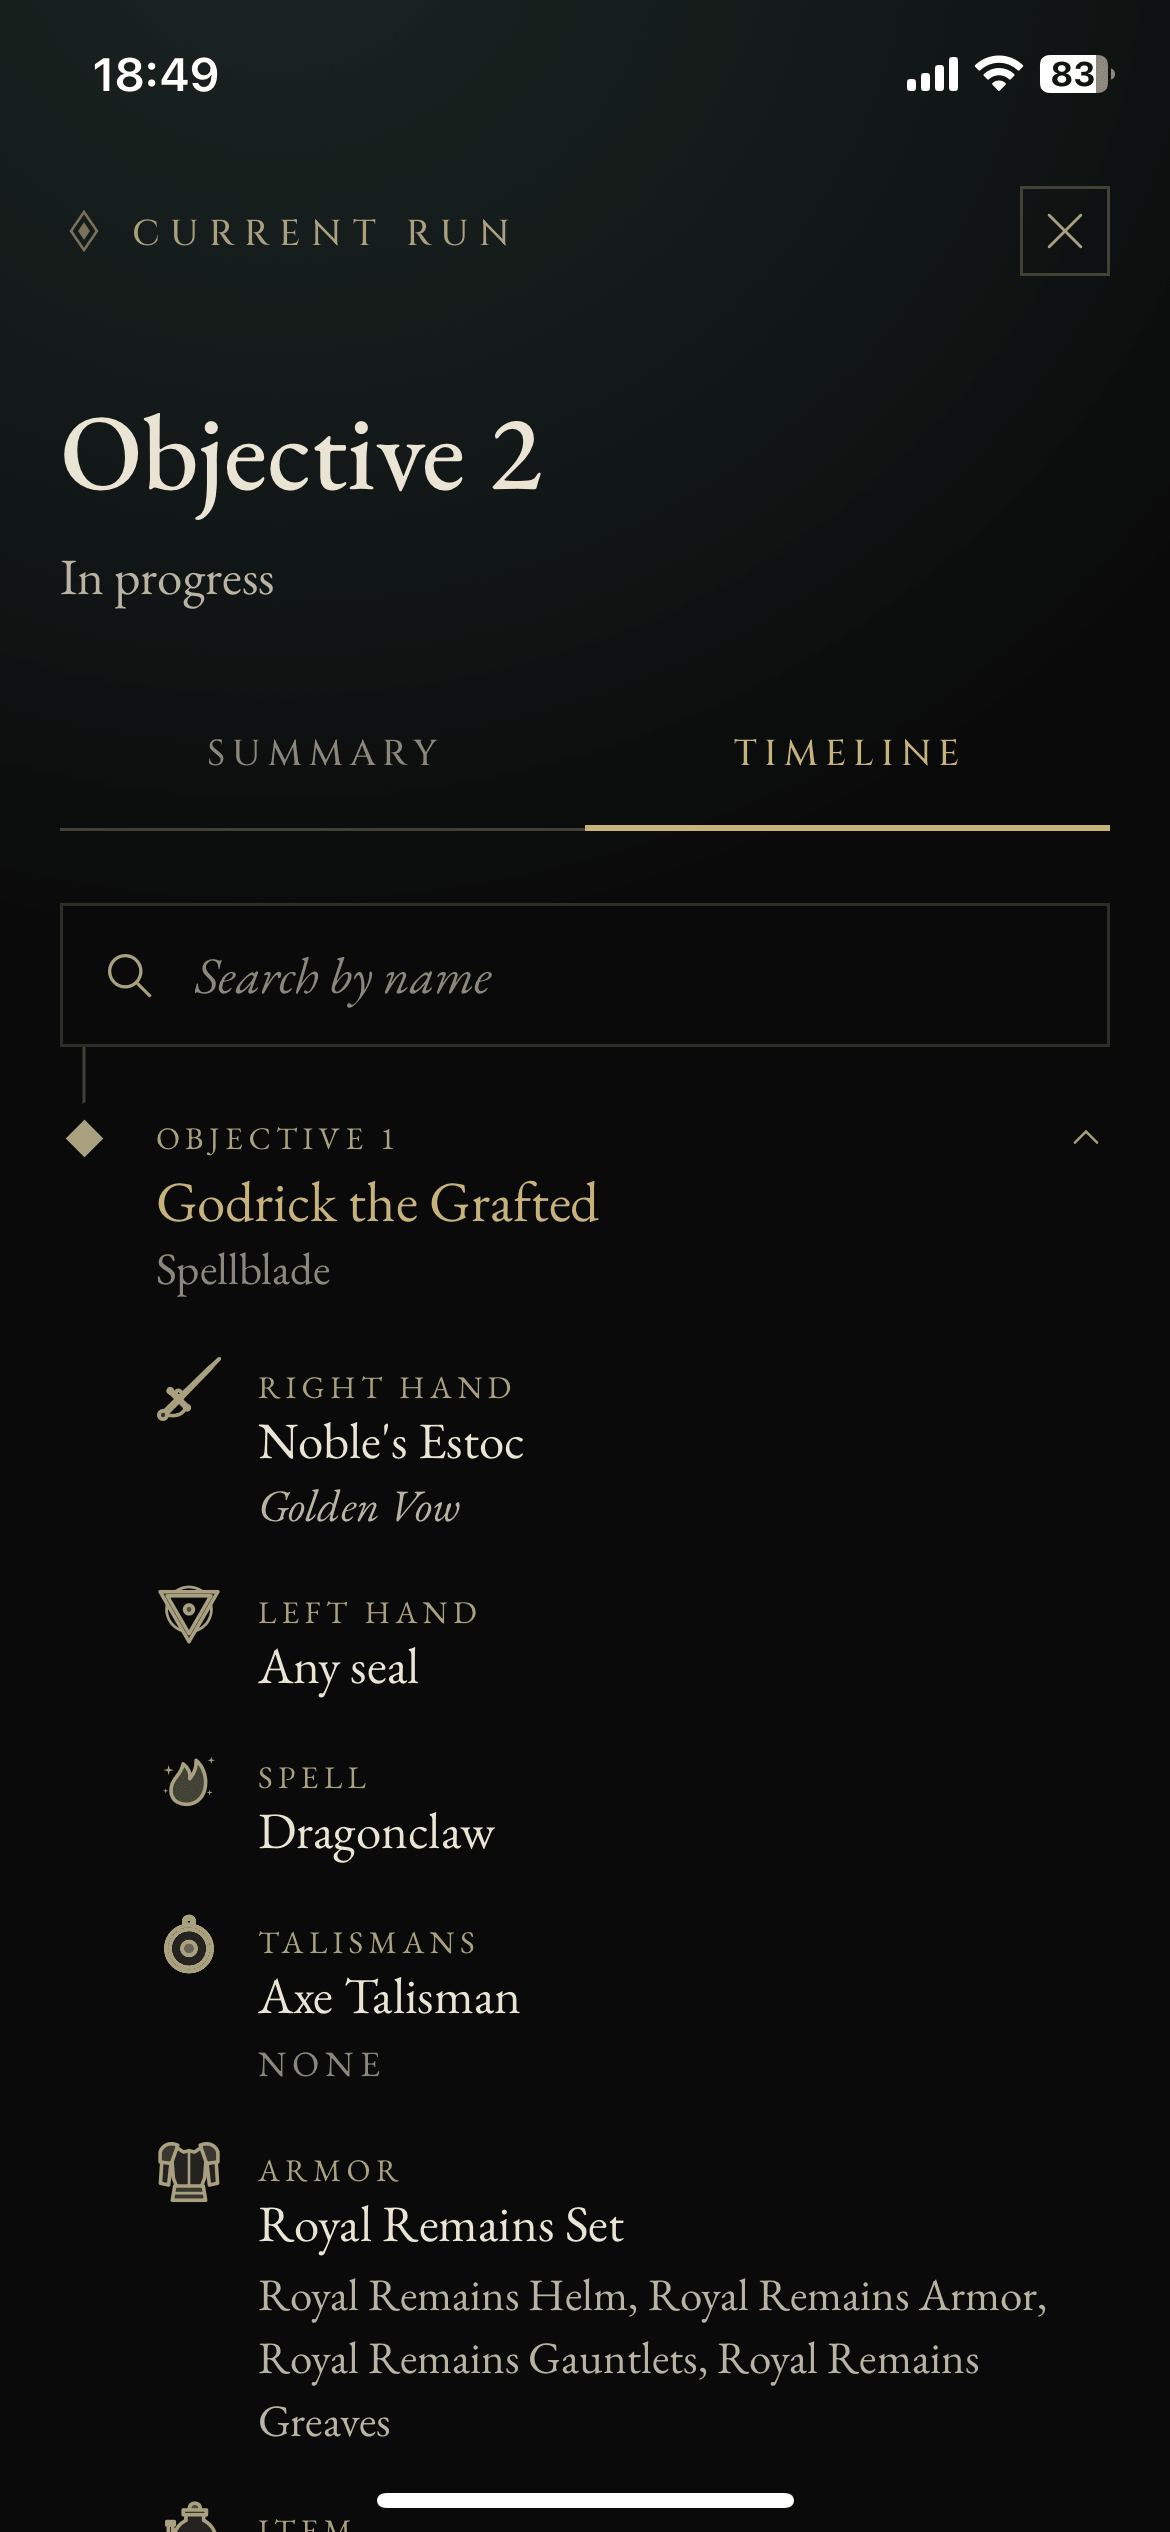 18:49
83
CURRENT RUN
Objective 2
In progress
SUMMARY
TIMELINE
Search by name
OBJECTIVE 1
Godrick the Grafted
Spellblade
RIGHT HAND
Noble's Estoc
Golden Vow
LEFT HAND
Any seal
SPELL
Dragonclaw
TALISMANS
Axe Talisman
NONE
ARMOR
Royal Remains Set
Royal Remains Helm, Royal Remains Armor,
Royal Remains Gauntlets, Royal Remains
Greaves
ITEM